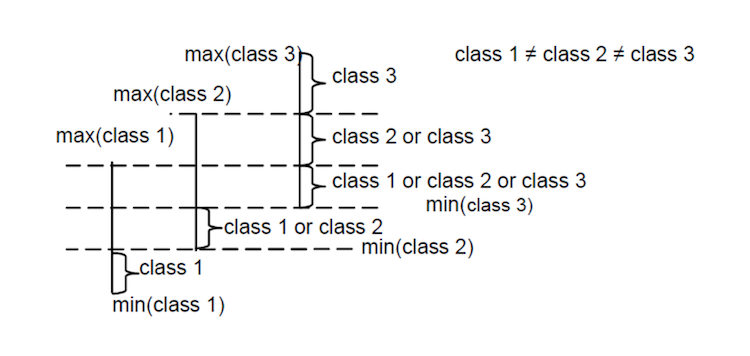 max(class 3)
class 1 ≠ class 2 ≠ class 3
class 3
max(class 2)
max(class 1)
class 2 or class 3
class 1 or class 2 or class 3
min(class 3)
class 1 or class 2
min(class 2)
class 1
min(class 1)